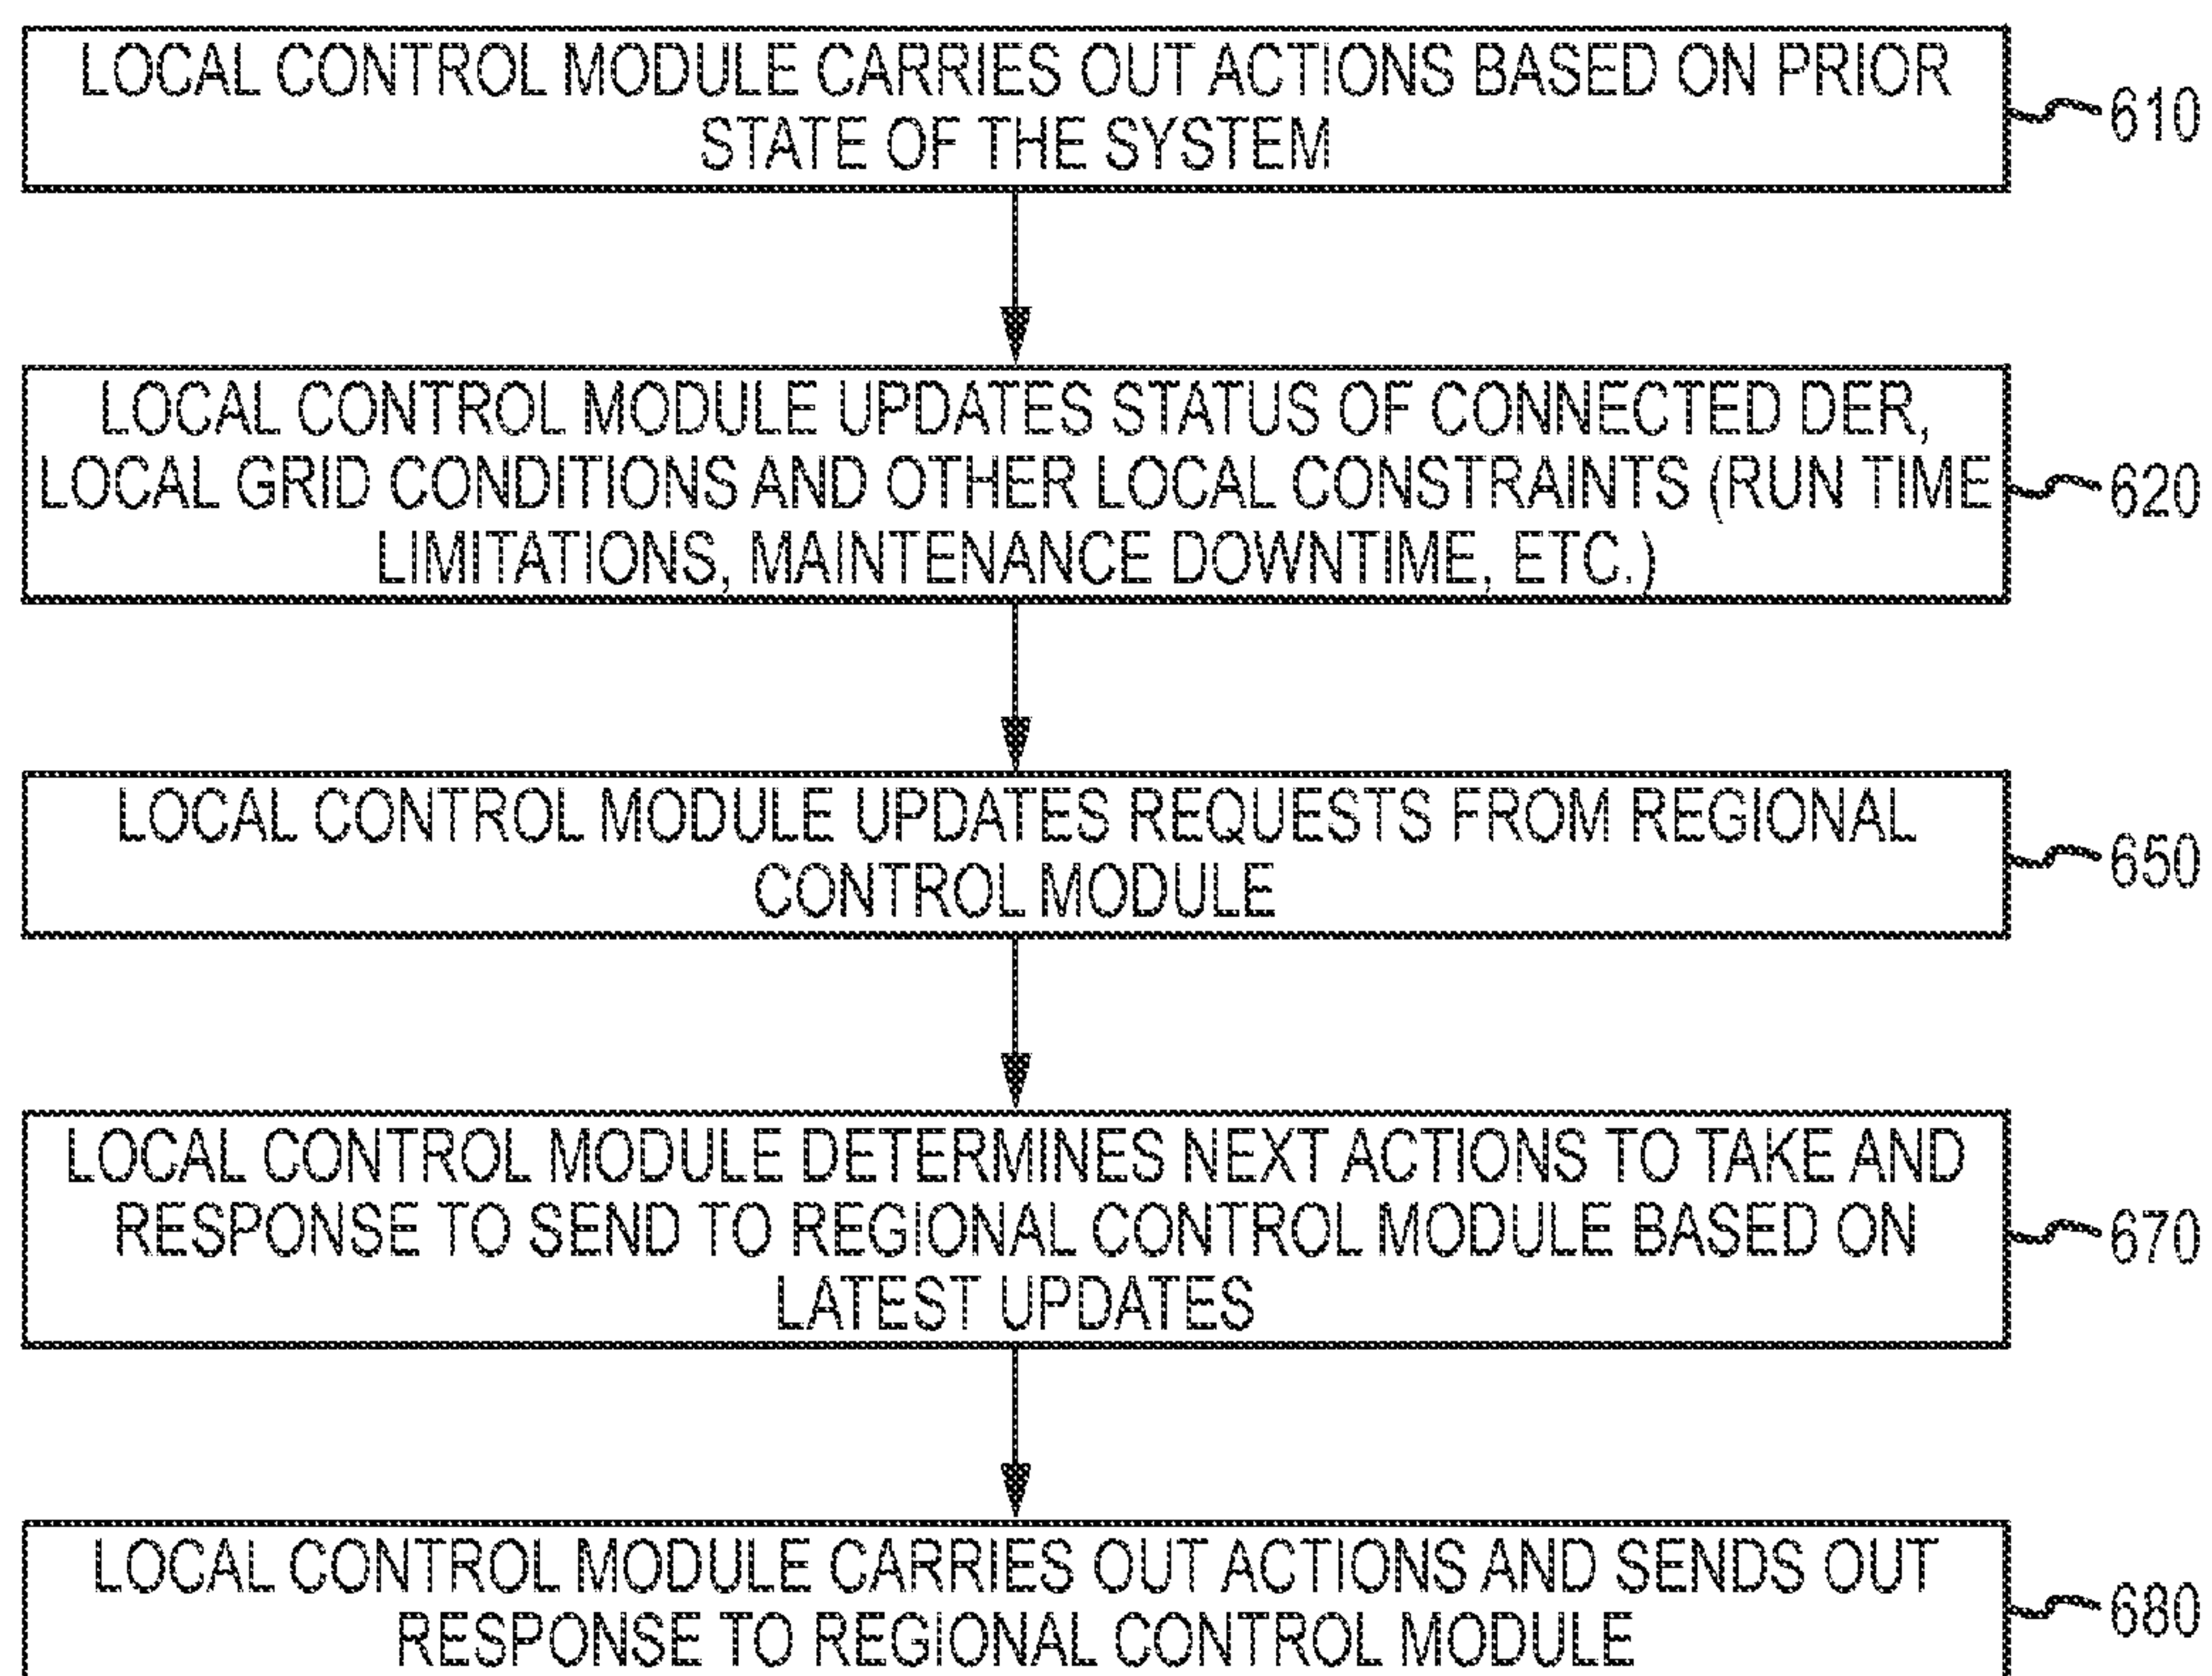 LOCAL CONTROL MODULE CARRIES OUT ACTIONS BASED ON PRIOR
STATE OF THE SYSTEM
610
LOCAL CONTROL MODULE UPDATES STATUS OF CONNECTED DER,
LOCAL GRID CONDITIONS AND OTHER LOCAL CONSTRAINTS (RUN TIME
LIMITATIONS, MAINTENANCE DOWNTIME, ETC.)
620
LOCAL CONTROL MODULE UPDATES REQUESTS FROM REGIONAL
CONTROL MODULE
650
LOCAL CONTROL MODULE DETERMINES NEXT ACTIONS TO TAKE AND
RESPONSE TO SEND TO REGIONAL CONTROL MODULE BASED ON
LATEST UPDATES
670
LOCAL CONTROL MODULE CARRIES OUT ACTIONS AND SENDS OUT
RESPONSE TO REGIONAL CONTROL MODULE
680